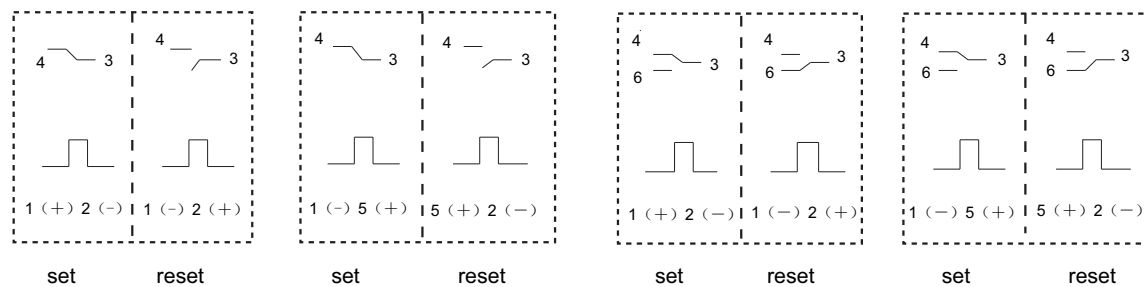 4 3 4 3
1 (+) 2 (-) 1 (-) 2 (+)
set reset
4 3 4 3
1 (-) 5 (+) 5 (+) 2 (-)
set reset
4 6 3 4 6 3
1 (+) 2 (-) 1 (-) 2 (+)
set reset
4 6 3 4 6 3
1 (-) 5 (+) 5 (+) 2 (-)
set reset